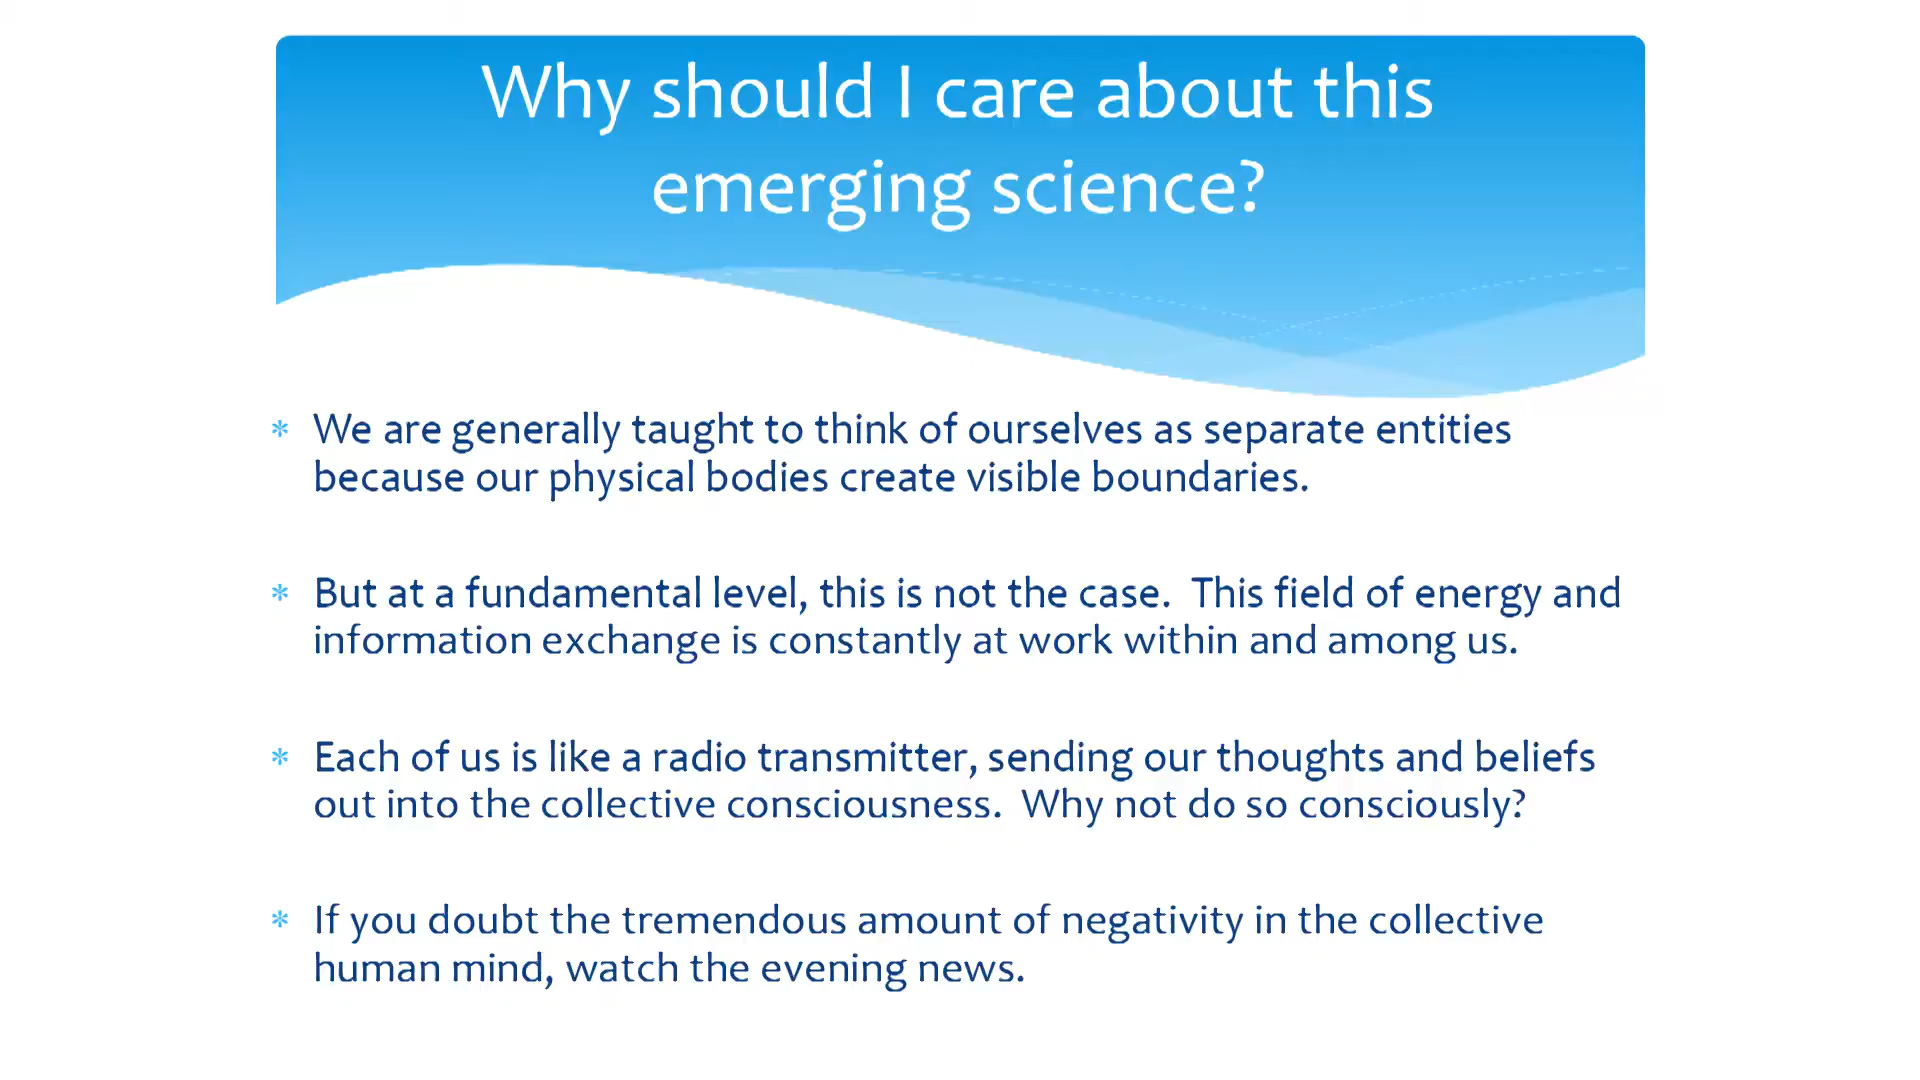 Why should I care about this
emerging science?
* We are generally taught to think of ourselves as separate entities
because our physical bodies create visible boundaries.
* But at a fundamental level, this is not the case.  This field of energy and
information exchange is constantly at work within and among us.
* Each of us is like a radio transmitter, sending our thoughts and beliefs
out into the collective consciousness.  Why not do so consciously?
* If you doubt the tremendous amount of negativity in the collective
human mind, watch the evening news.